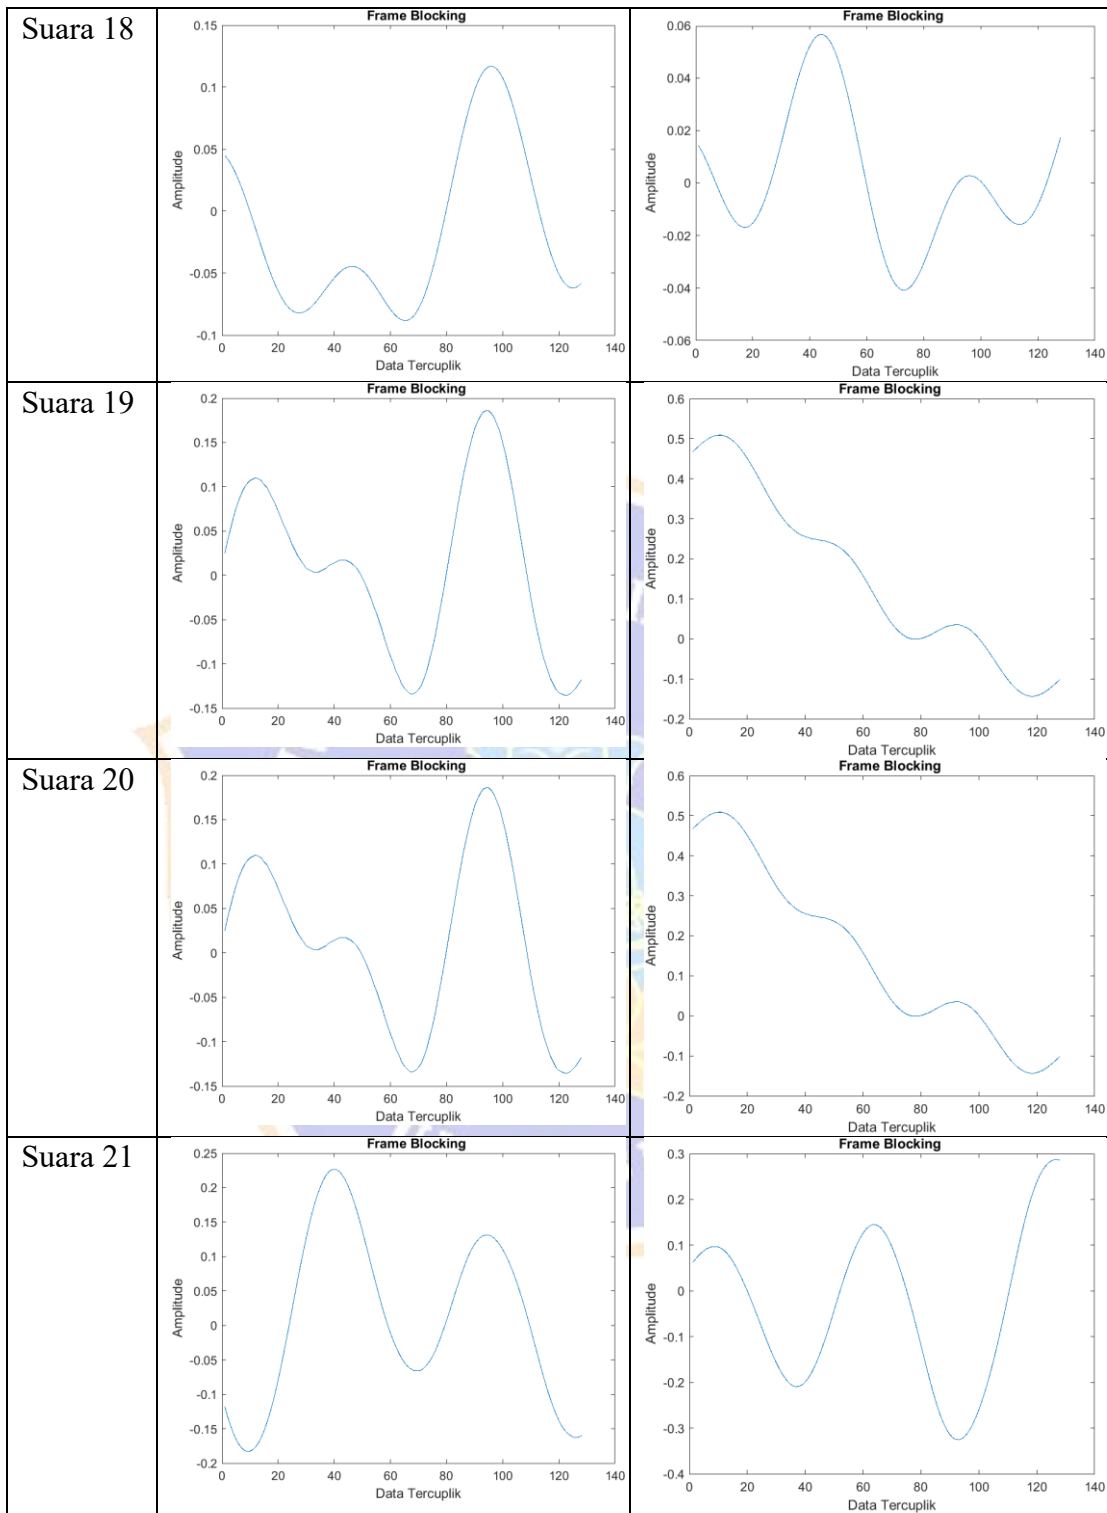 Suara 18
Frame Blocking
0.15
0.1
0.05
0
-0.05
-0.1
Amplitude
0 20 40 60 80 100 120 140
Data Tercuplik
Frame Blocking
0.06
0.04
0.02
0
-0.02
-0.04
-0.06
Amplitude
0 20 40 60 80 100 120 140
Data Tercuplik
Suara 19
Frame Blocking
0.2
0.15
0.1
0.05
0
-0.05
-0.1
-0.15
Amplitude
0 20 40 60 80 100 120 140
Data Tercuplik
Frame Blocking
0.6
0.5
0.4
0.3
0.2
0.1
0
-0.1
-0.2
Amplitude
0 20 40 60 80 100 120 140
Data Tercuplik
Suara 20
Frame Blocking
0.2
0.15
0.1
0.05
0
-0.05
-0.1
-0.15
Amplitude
0 20 40 60 80 100 120 140
Data Tercuplik
Frame Blocking
0.6
0.5
0.4
0.3
0.2
0.1
0
-0.1
-0.2
Amplitude
0 20 40 60 80 100 120 140
Data Tercuplik
Suara 21
Frame Blocking
0.25
0.2
0.15
0.1
0.05
0
-0.05
-0.1
-0.15
-0.2
Amplitude
0 20 40 60 80 100 120 140
Data Tercuplik
Frame Blocking
0.3
0.2
0.1
0
-0.1
-0.2
-0.3
-0.4
Amplitude
0 20 40 60 80 100 120 140
Data Tercuplik